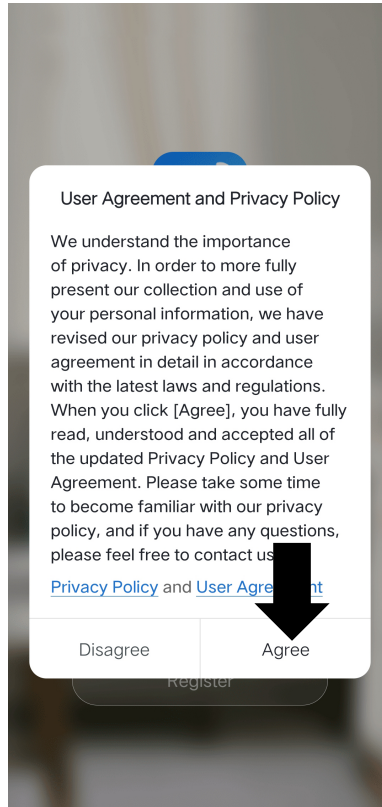 User Agreement and Privacy Policy
We understand the importance
of privacy. In order to more fully
present our collection and use of
your personal information, we have
revised our privacy policy and user
agreement in detail in accordance
with the latest laws and regulations.
When you click [Agree], you have fully
read, understood and accepted all of
the updated Privacy Policy and User
Agreement. Please take some time
to become familiar with our privacy
policy, and if you have any questions,
please feel free to contact us
Privacy Policy and User Agre nt
Disagree Agree
Register